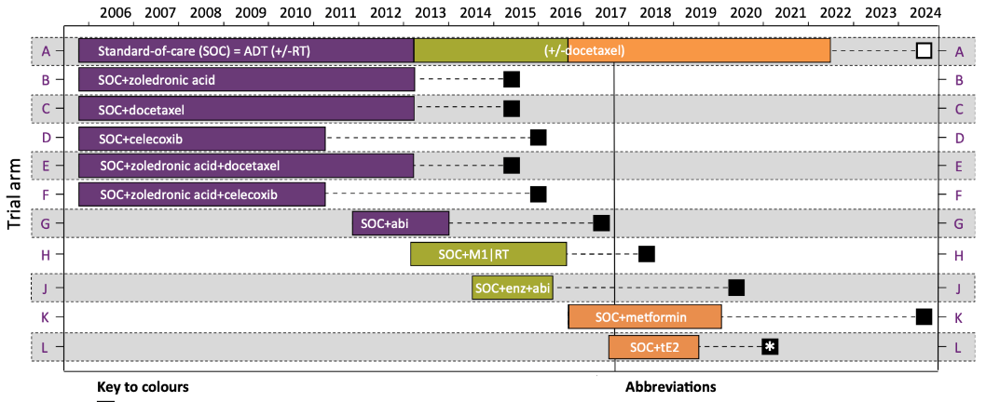 2006 2007 2008 2009 2010 2011 2012 2013 2014 2015 2016 2017 2018 2019 2020 2021 2022 2023 2024
A Standard-of-care (SOC) = ADT (+/-RT) (+/-docetaxel) A
B SOC+zoledronic acid B
C SOC+docetaxel C
D SOC+celecoxib D
E SOC+zoledronic acid+docetaxel E
F SOC+zoledronic acid+celecoxib F
G SOC+abi G
H SOC+M1|RT H
J SOC+enz+abi J
K SOC+metformin K
L SOC+tE2 * L
Trial arm
Key to colours Abbreviations